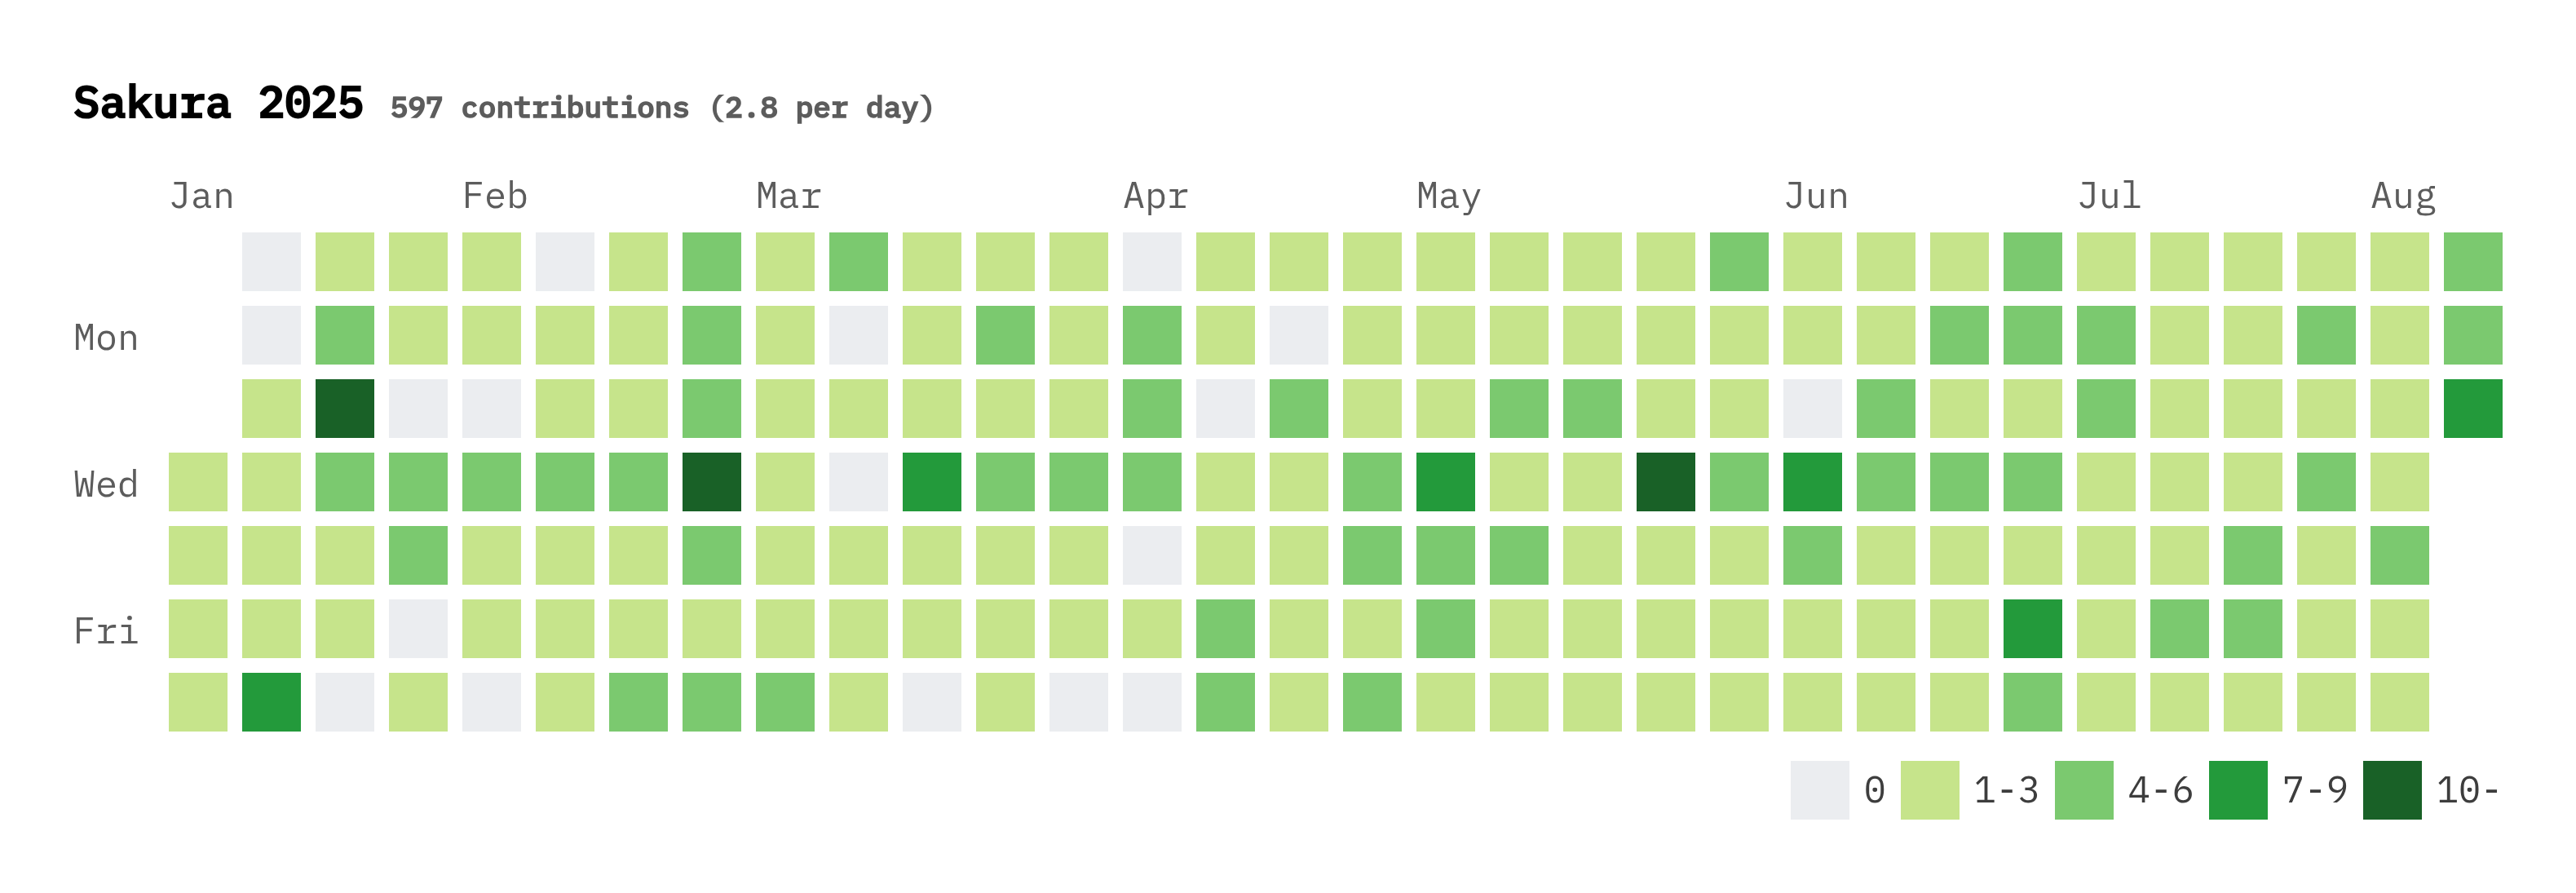 Sakura 2025 597 contributions (2.8 per day)
Jan Feb Mar Apr May Jun Jul Aug
Mon
Wed
Fri
0 1-3 4-6 7-9 10-